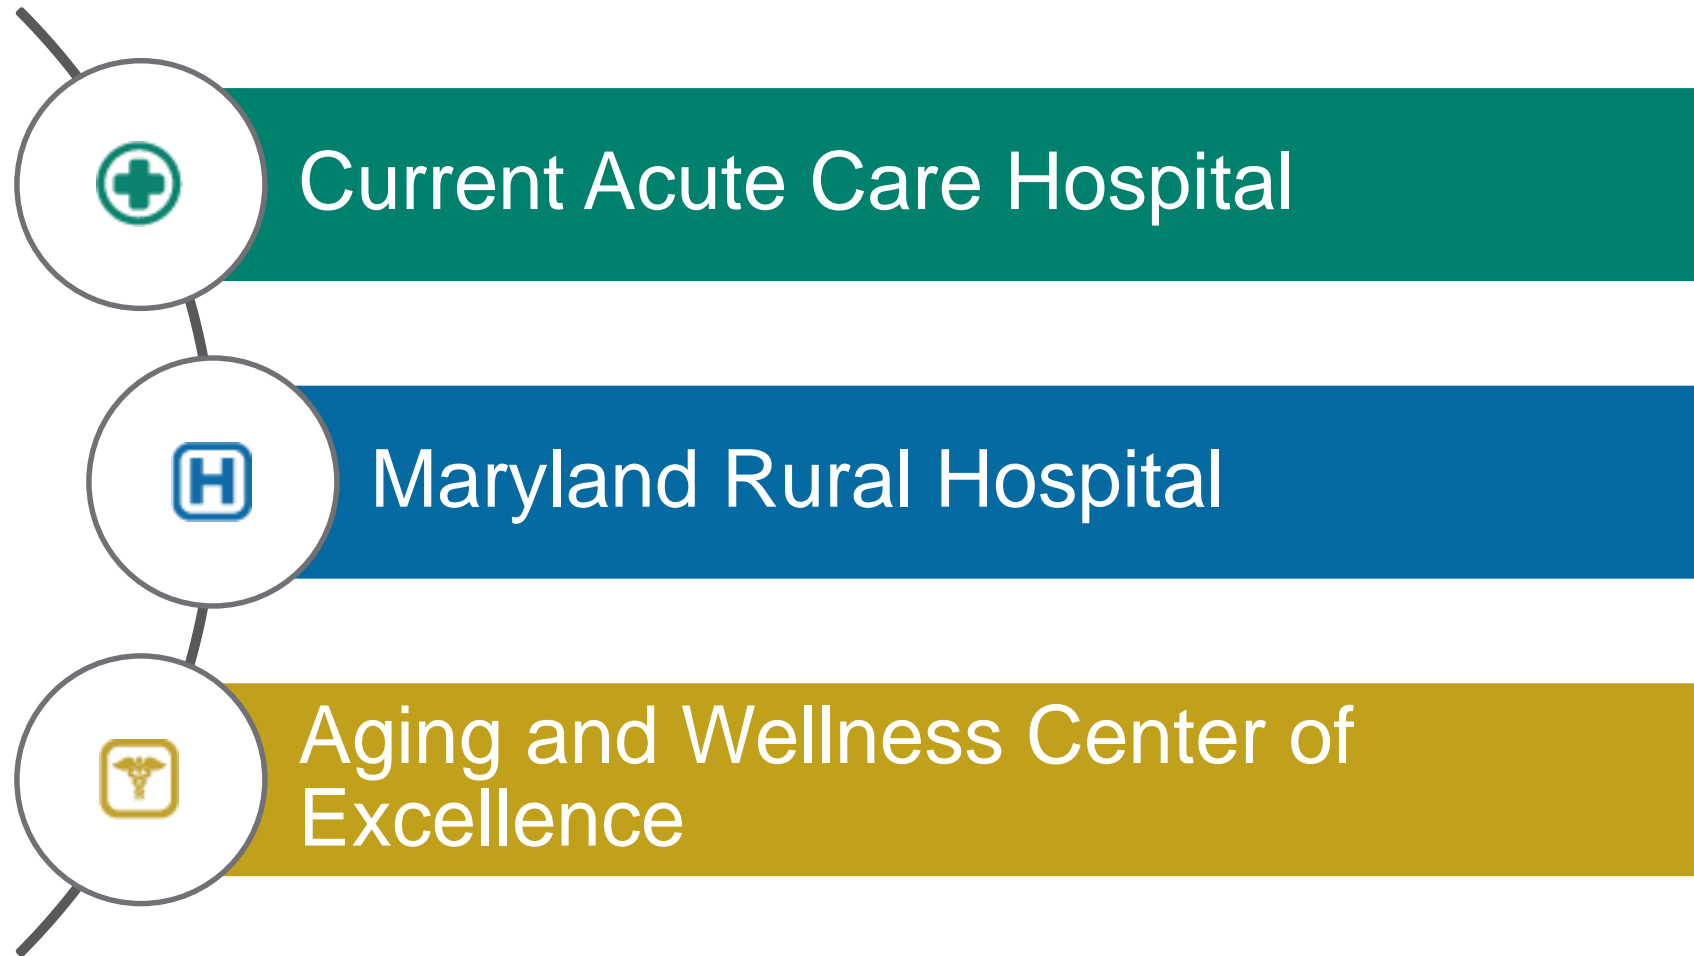 Current Acute Care Hospital
H
Maryland Rural Hospital
Aging and Wellness Center of
Excellence